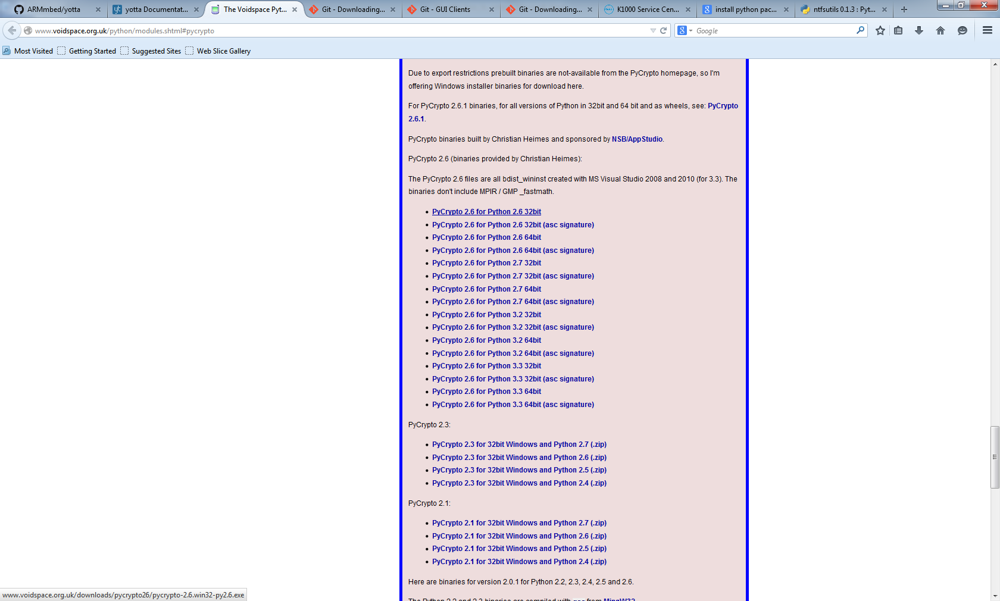 ARMmbed/yotta
yotta Documentat...
The Voidspace Pyt...
Git - Downloading...
Git - GUI Clients
Git - Downloading...
K1000 Service Cen...
install python pac...
ntfsutils 0.1.3 : Pyt...
www.voidspace.org.uk/python/modules.shtml#pycrypto
Google
Most Visited
Getting Started
Suggested Sites
Web Slice Gallery
Due to export restrictions prebuilt binaries are not-available from the PyCrypto homepage, so I'm
offering Windows installer binaries for download here.
For PyCrypto 2.6.1 binaries, for all versions of Python in 32bit and 64 bit and as wheels, see: PyCrypto
2.6.1.
PyCrypto binaries built by Christian Heimes and sponsored by NSB/AppStudio.
PyCrypto 2.6 (binaries provided by Christian Heimes):
The PyCrypto 2.6 files are all bdist_wininst created with MS Visual Studio 2008 and 2010 (for 3.3). The
binaries don't include MPIR / GMP _fastmath.
• PyCrypto 2.6 for Python 2.6 32bit
• PyCrypto 2.6 for Python 2.6 32bit (asc signature)
• PyCrypto 2.6 for Python 2.6 64bit
• PyCrypto 2.6 for Python 2.6 64bit (asc signature)
• PyCrypto 2.6 for Python 2.7 32bit
• PyCrypto 2.6 for Python 2.7 32bit (asc signature)
• PyCrypto 2.6 for Python 2.7 64bit
• PyCrypto 2.6 for Python 2.7 64bit (asc signature)
• PyCrypto 2.6 for Python 3.2 32bit
• PyCrypto 2.6 for Python 3.2 32bit (asc signature)
• PyCrypto 2.6 for Python 3.2 64bit
• PyCrypto 2.6 for Python 3.2 64bit (asc signature)
• PyCrypto 2.6 for Python 3.3 32bit
• PyCrypto 2.6 for Python 3.3 32bit (asc signature)
• PyCrypto 2.6 for Python 3.3 64bit
• PyCrypto 2.6 for Python 3.3 64bit (asc signature)
PyCrypto 2.3:
• PyCrypto 2.3 for 32bit Windows and Python 2.7 (.zip)
• PyCrypto 2.3 for 32bit Windows and Python 2.6 (.zip)
• PyCrypto 2.3 for 32bit Windows and Python 2.5 (.zip)
• PyCrypto 2.3 for 32bit Windows and Python 2.4 (.zip)
PyCrypto 2.1:
• PyCrypto 2.1 for 32bit Windows and Python 2.7 (.zip)
• PyCrypto 2.1 for 32bit Windows and Python 2.6 (.zip)
• PyCrypto 2.1 for 32bit Windows and Python 2.5 (.zip)
• PyCrypto 2.1 for 32bit Windows and Python 2.4 (.zip)
Here are binaries for version 2.0.1 for Python 2.2, 2.3, 2.4, 2.5 and 2.6.
The Python 2.2 and 2.3 binaries are compiled with gcc from MingW32.
www.voidspace.org.uk/downloads/pycrypto26/pycrypto-2.6.win32-py2.6.exe